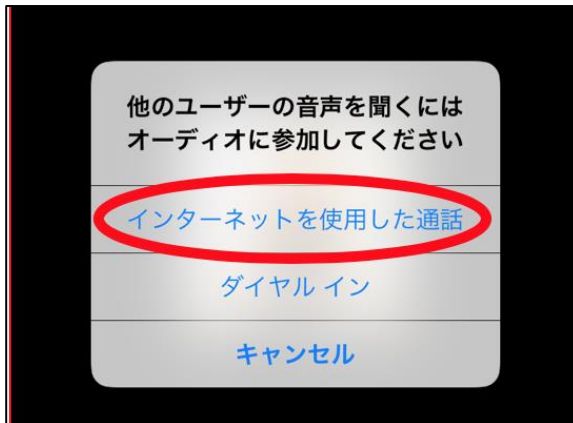 他のユーザーの音声を聞くには
オーディオに参加してください
インターネットを使用した通話
ダイヤル イン
キャンセル